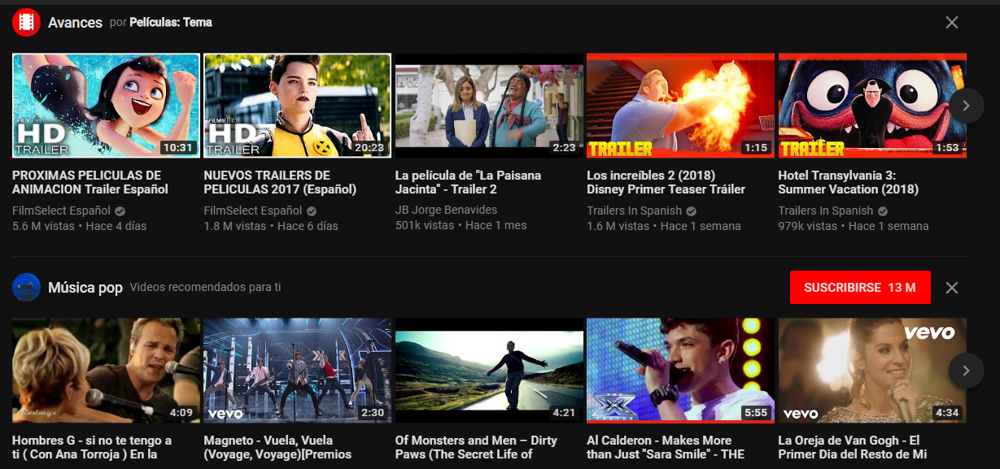 Avances por Películas: Tema
FILMSELECT
HD
TRAILER
10:31
FILMSELECT
HD
TRAILER
20:23
2:23
TRAILER
1:15
TRAILER
1:53
PROXIMAS PELICULAS DE
ANIMACION Trailer Español
FilmSelect Español
5.6 M vistas • Hace 4 días
NUEVOS TRAILERS DE
PELICULAS 2017 (Español)
FilmSelect Español
1.8 M vistas • Hace 6 días
La película de "La Paisana
Jacinta" - Trailer 2
JB Jorge Benavides
501k vistas • Hace 1 mes
Los increíbles 2 (2018)
Disney Primer Teaser Tráiler
Trailers In Spanish
1.6 M vistas • Hace 1 semana
Hotel Transylvania 3:
Summer Vacation (2018)
Trailers In Spanish
979k vistas • Hace 1 semana
Música pop Videos recomendados para ti
SUSCRIBIRSE 13 M
4:09
vevo
2:30
4:21
X
5:55
vevo
vevo
4:34
Hombres G - si no te tengo a
ti ( Con Ana Torroja ) En la
Magneto - Vuela, Vuela
(Voyage, Voyage)[Premios
Of Monsters and Men – Dirty
Paws (The Secret Life of
Al Calderon - Makes More
than Just "Sara Smile" - THE
La Oreja de Van Gogh - El
Primer Dia del Resto de Mi